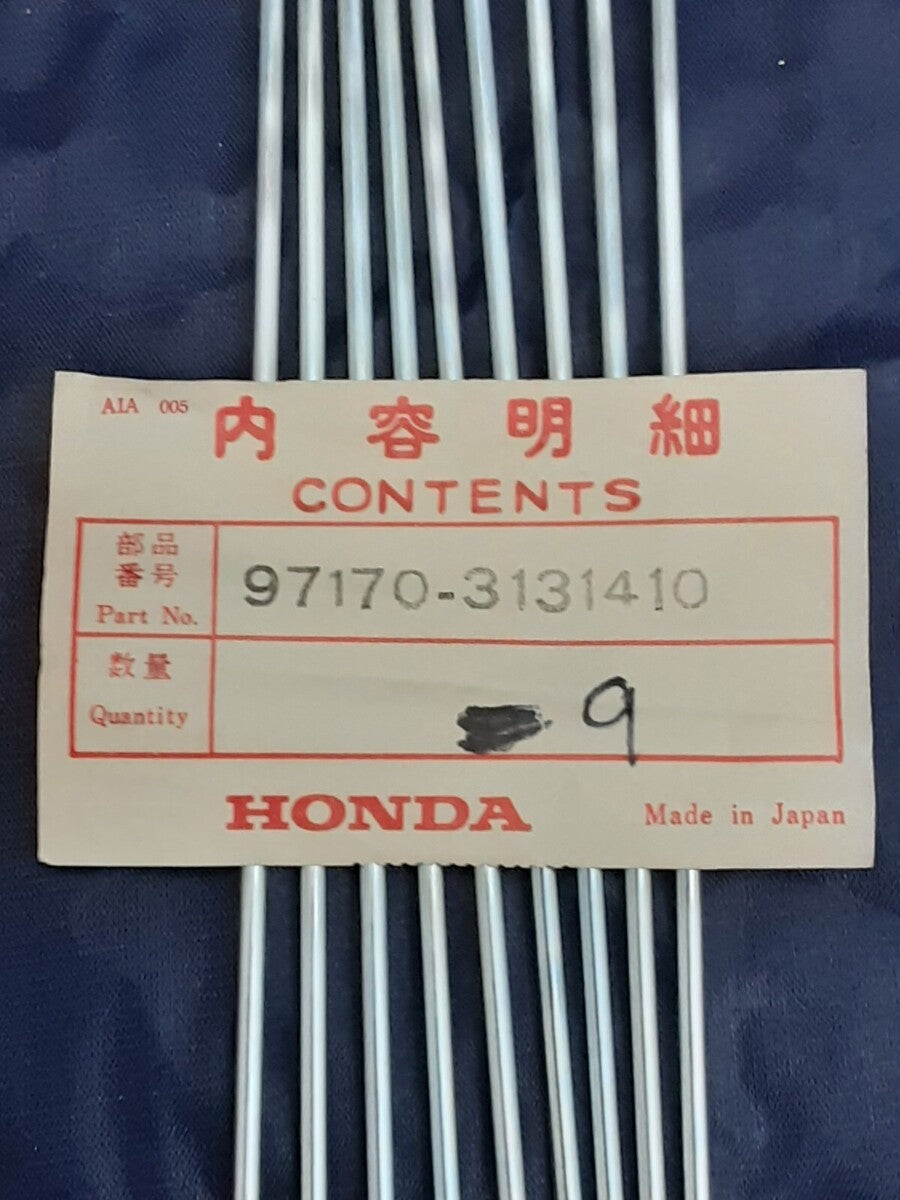 AIA 005
内容明細
CONTENTS
部品
番号
Part No.
97170-3131410
数量
Quantity
9
HONDA
Made in Japan